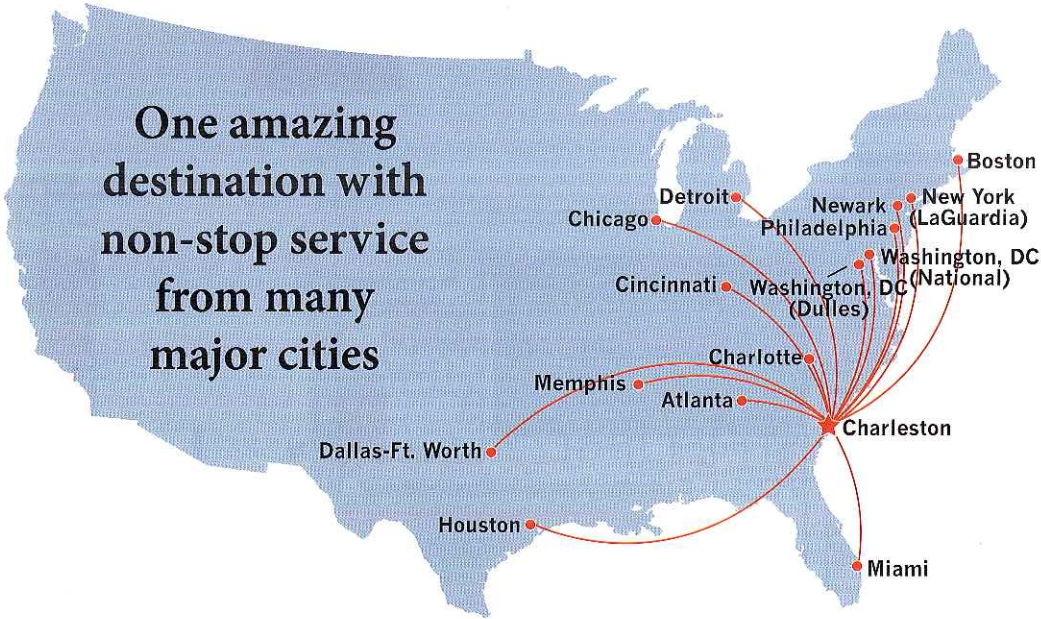 One amazing
destination with
non-stop service
from many
major cities
Boston
Detroit
New York
(LaGuardia)
Newark
Chicago
Philadelphia
Washington, DC
(National)
Washington, DC
(Dulles)
Cincinnati
Charlotte
Memphis
Atlanta
Charleston
Dallas-Ft. Worth
Houston
Miami